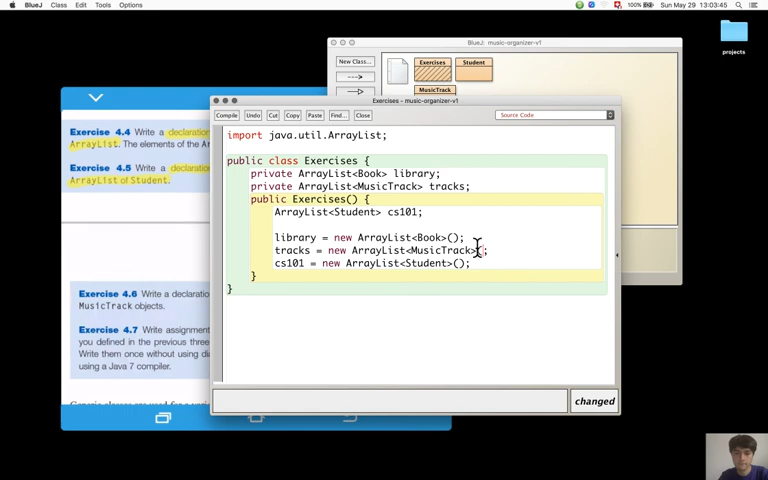 BlueJ Class Edit Tools Options 100% Sun May 29 13:03:45
projects
BlueJ: music-organizer-v1
New Class...
Exercises Student
MusicTrack
Exercise 4.4 Write a declaration
ArrayList. The elements of the Ar
Exercise 4.5 Write a declaration
ArrayList of Student.
Exercise 4.6 Write a declaratio
MusicTrack objects.
Exercise 4.7 Write assignment
you defined in the previous three
Write them once without using di
using a Java 7 compiler.
Exercises - music-organizer-v1
Compile Undo Cut Copy Paste Find... Close Source Code
import java.util.ArrayList;
public class Exercises {
private ArrayList<Book> library;
private ArrayList<MusicTrack> tracks;
public Exercises() {
ArrayList<Student> cs101;
library = new ArrayList<Book>();
tracks = new ArrayList<MusicTrack>(;
cs101 = new ArrayList<Student>();
}
}
changed